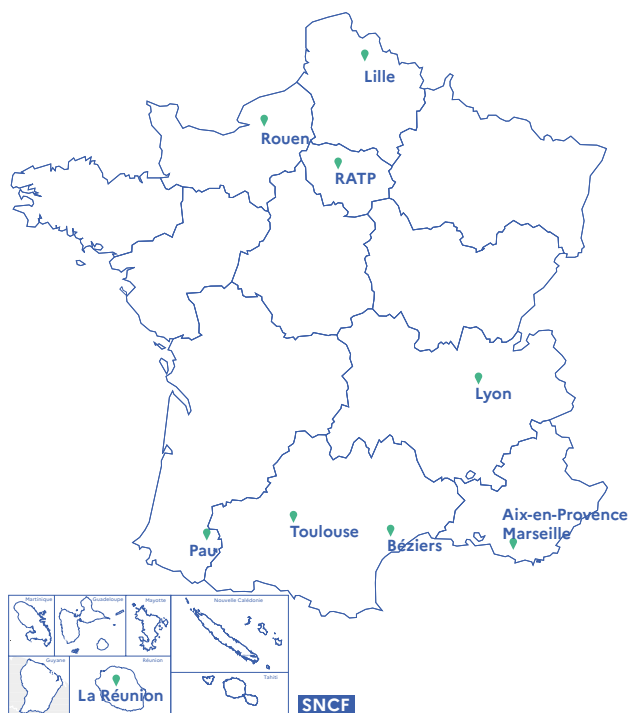 Lille
Rouen
RATP
Lyon
Aix-en-Provence
Marseille
Toulouse
Béziers
Pau
Martinique
Guadeloupe
Mayotte
Nouvelle Calédonie
Guyane
Réunion
Tahiti
La Réunion
SNCF